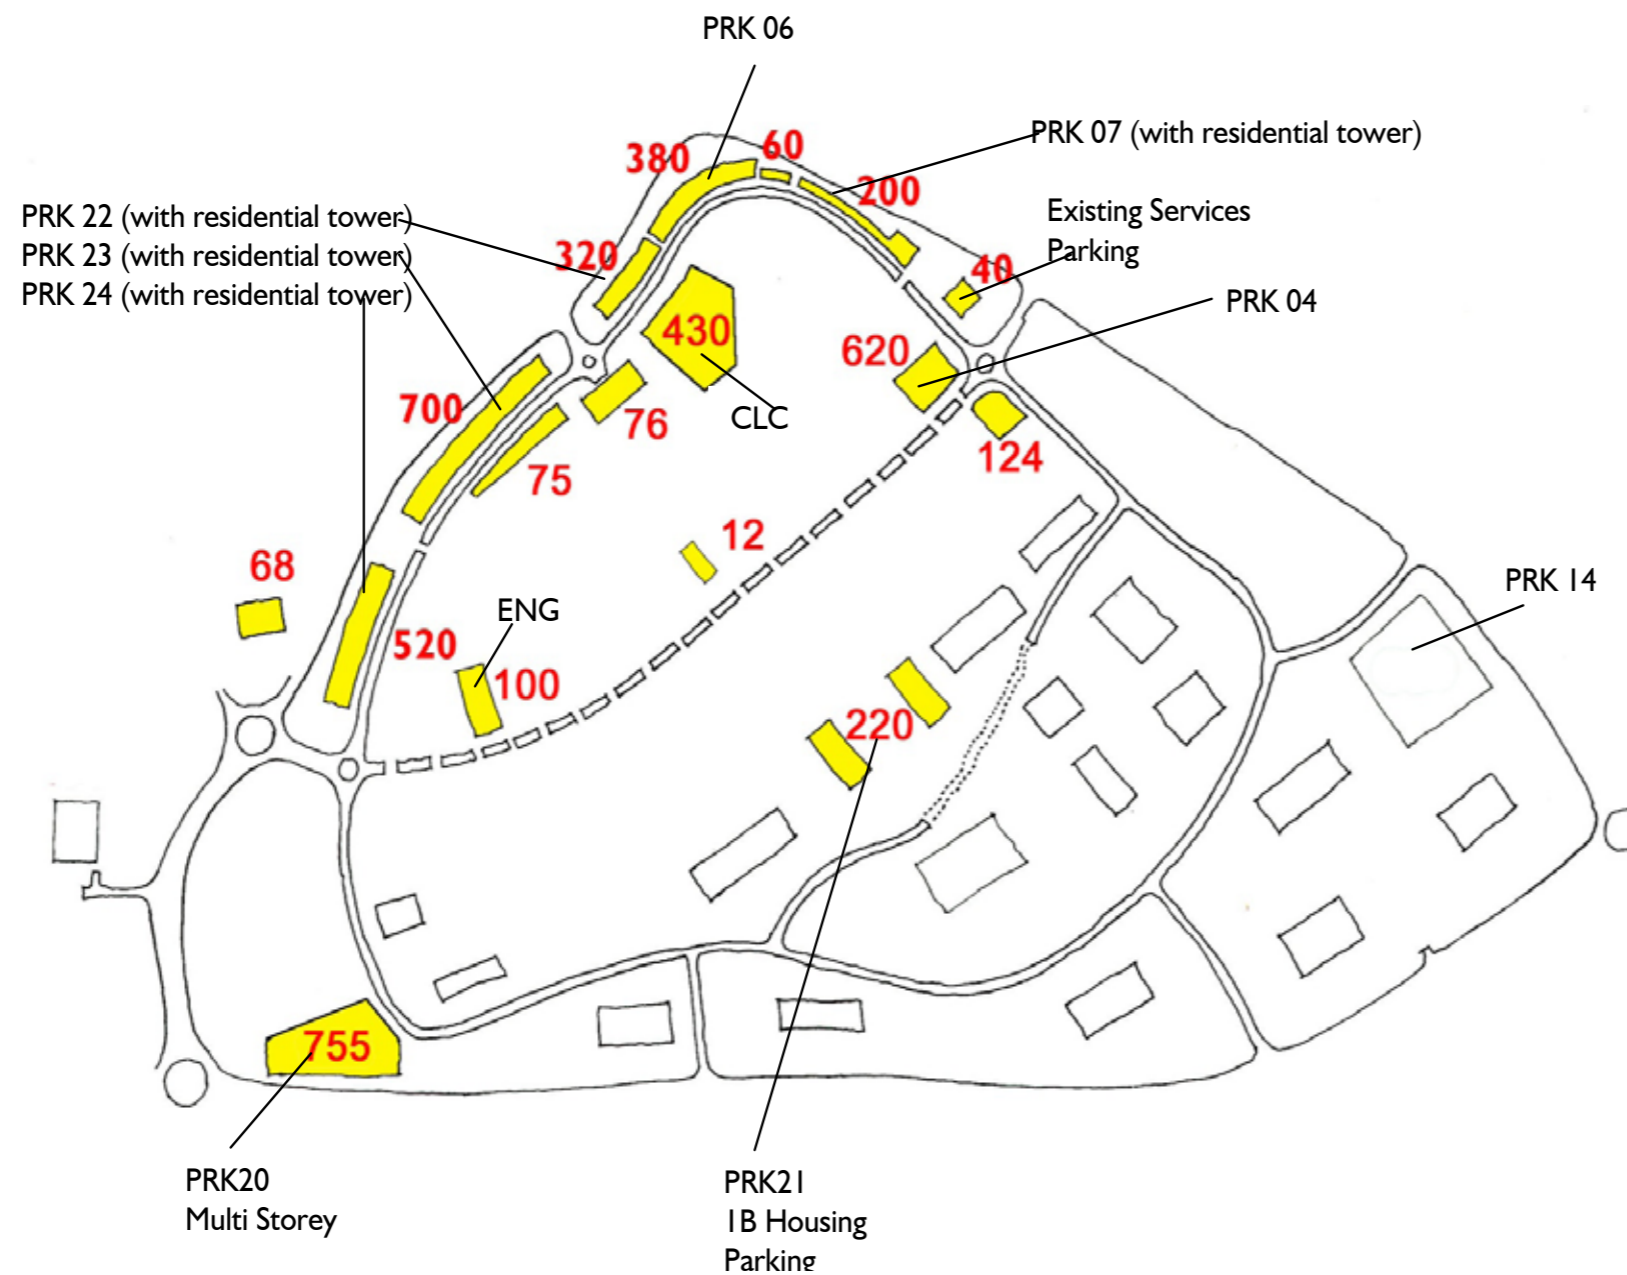 PRK 06
PRK 07 (with residential tower)
380
60
200
PRK 22 (with residential tower)
PRK 23 (with residential tower)
PRK 24 (with residential tower)
Existing Services
Parking
320
40
PRK 04
430
620
700
CLC
76
124
75
12
68
PRK 14
ENG
520
100
220
755
PRK20
Multi Storey
PRK21
1B Housing
Parking